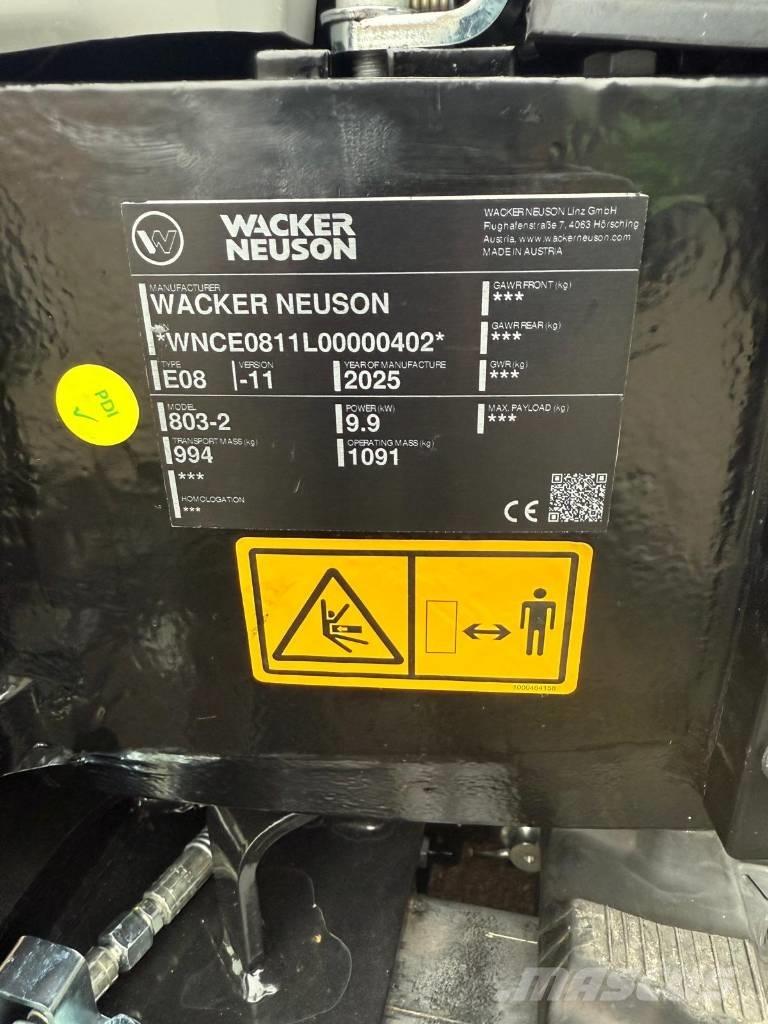 WACKER
NEUSON
WACKER NEUSON Linz GmbH
Flughafenstraße 7, 4063 Hörsching
Austria, www.wackerneuson.com
MADE IN AUSTRIA
MANUFACTURER
WACKER NEUSON
*WNCE0811L00000402*
GAWR FRONT (kg)
***
GAWR REAR (kg)
***
TYPE VERSION YEAR OF MANUFACTURE GWR (kg)
E08 -11 2025 ***
MODEL POWER (kW) MAX. PAYLOAD (kg)
803-2 9.9 ***
TRANSPORT MASS (kg) OPERATING MASS (kg)
994 1091
***
HOMOLOGATION
***
CE
PDI
1000464158
MASCUS